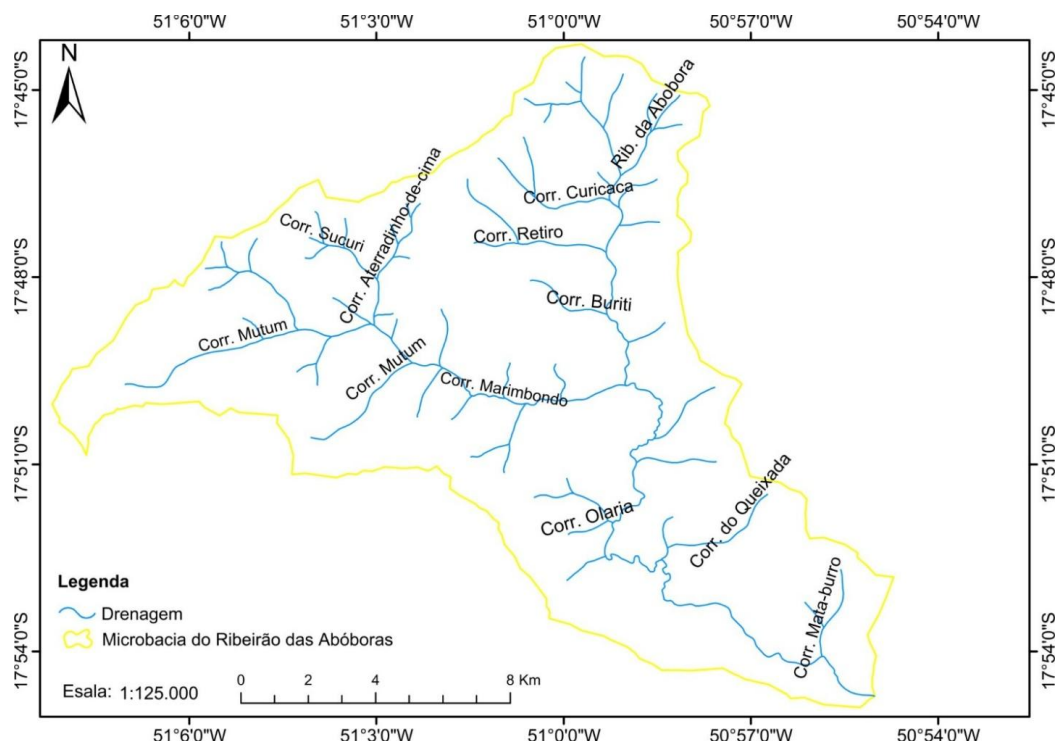 51°6'0"W 51°3'0"W 51°0'0"W 50°57'0"W 50°54'0"W
N
17°45'0"S
17°45'0"S
Rib. da Abobora
Corr. Curicaca
Corr. Aterradinho-de-cima
Corr. Sucuri
Corr. Retiro
17°48'0"S
17°48'0"S
Corr. Buriti
Corr. Mutum
Corr. Mutum
Corr. Marimbondo
17°51'0"S
17°51'0"S
Corr. Olaria
Corr. do Queixada
Corr. Mata-burro
Legenda
Drenagem
Microbacia do Ribeirão das Abóboras
17°54'0"S
17°54'0"S
Esala: 1:125.000
0 2 4 8 Km
51°6'0"W 51°3'0"W 51°0'0"W 50°57'0"W 50°54'0"W